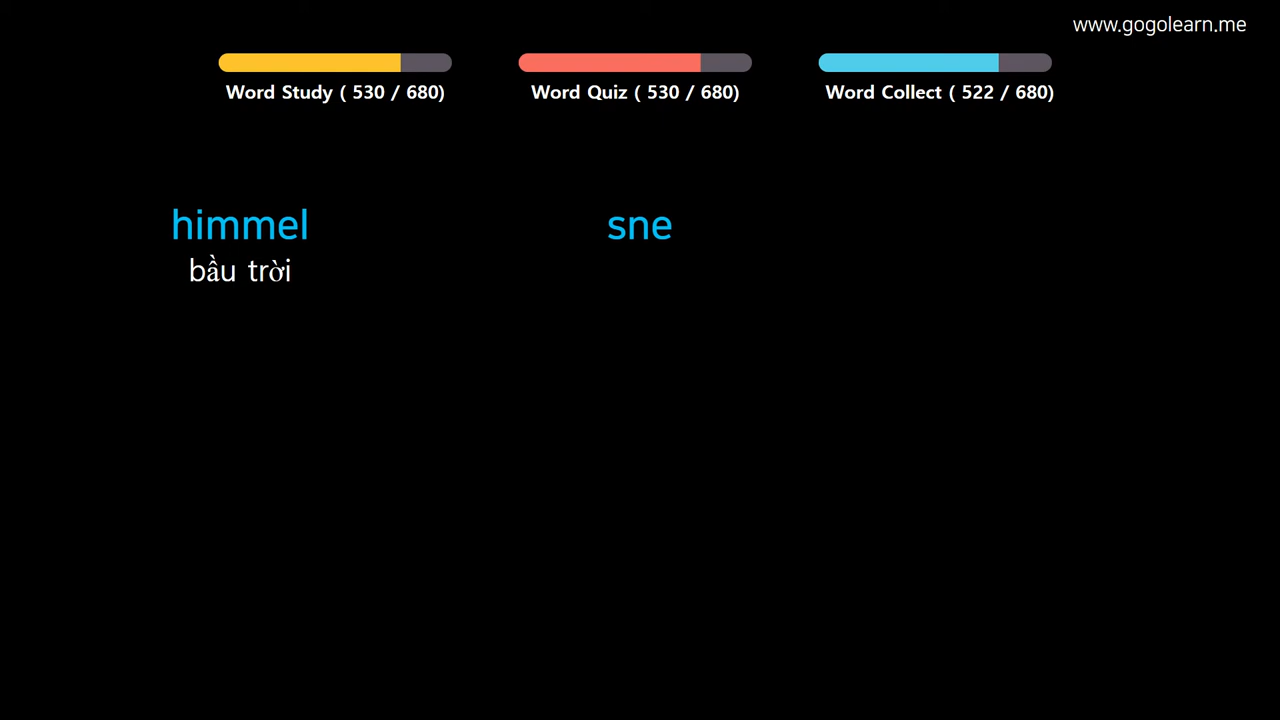 www.gogolearn.me
Word Study ( 530 / 680)
Word Quiz ( 530 / 680)
Word Collect ( 522 / 680)
himmel
bầu trời
sne